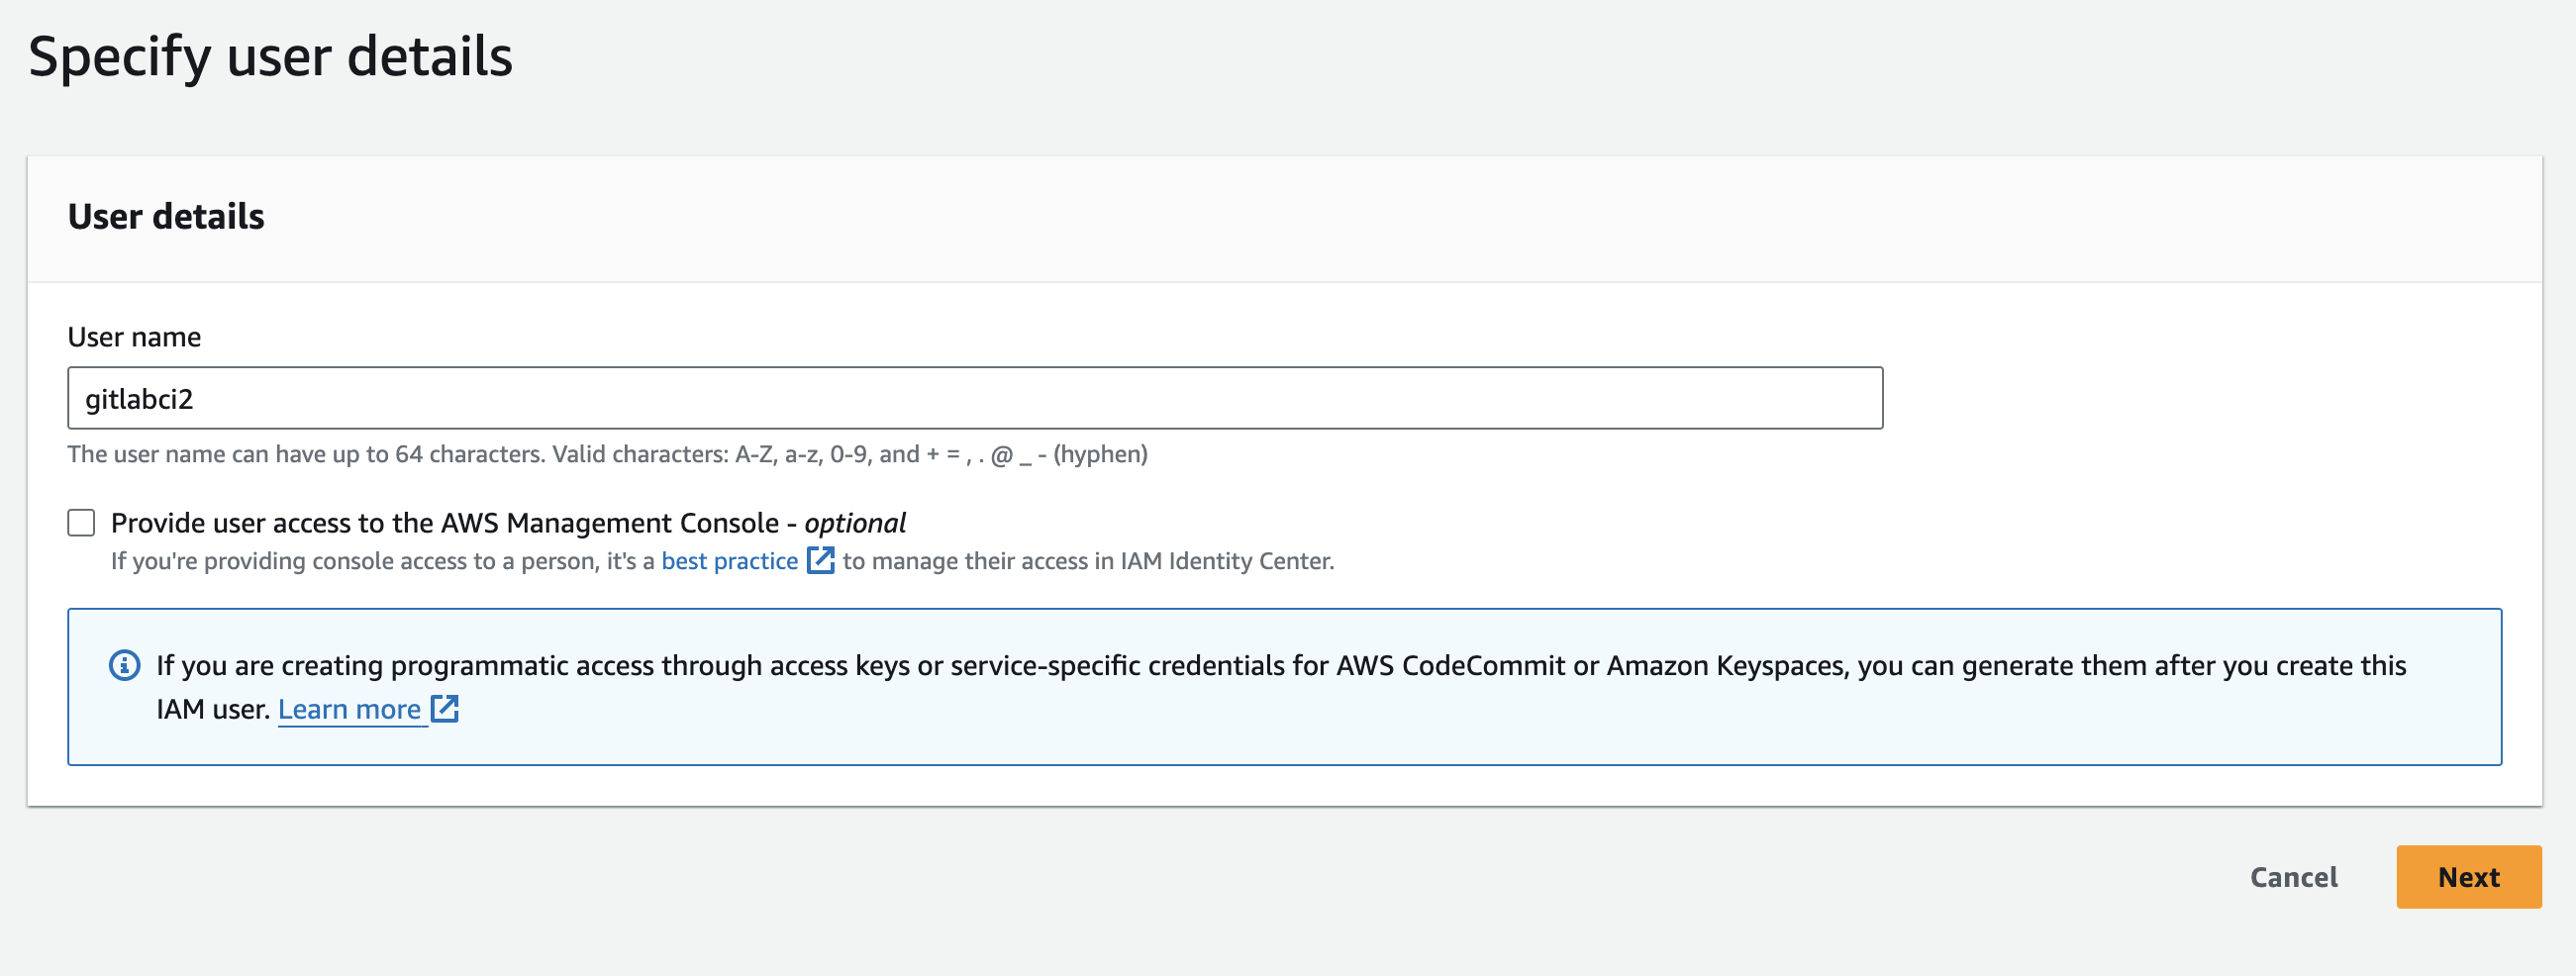 Specify user details
User details
User name
gitlabci2
The user name can have up to 64 characters. Valid characters: A-Z, a-z, 0-9, and + = , . @ _ - (hyphen)
Provide user access to the AWS Management Console - optional
If you're providing console access to a person, it's a best practice to manage their access in IAM Identity Center.
If you are creating programmatic access through access keys or service-specific credentials for AWS CodeCommit or Amazon Keyspaces, you can generate them after you create this
IAM user. Learn more
Cancel
Next